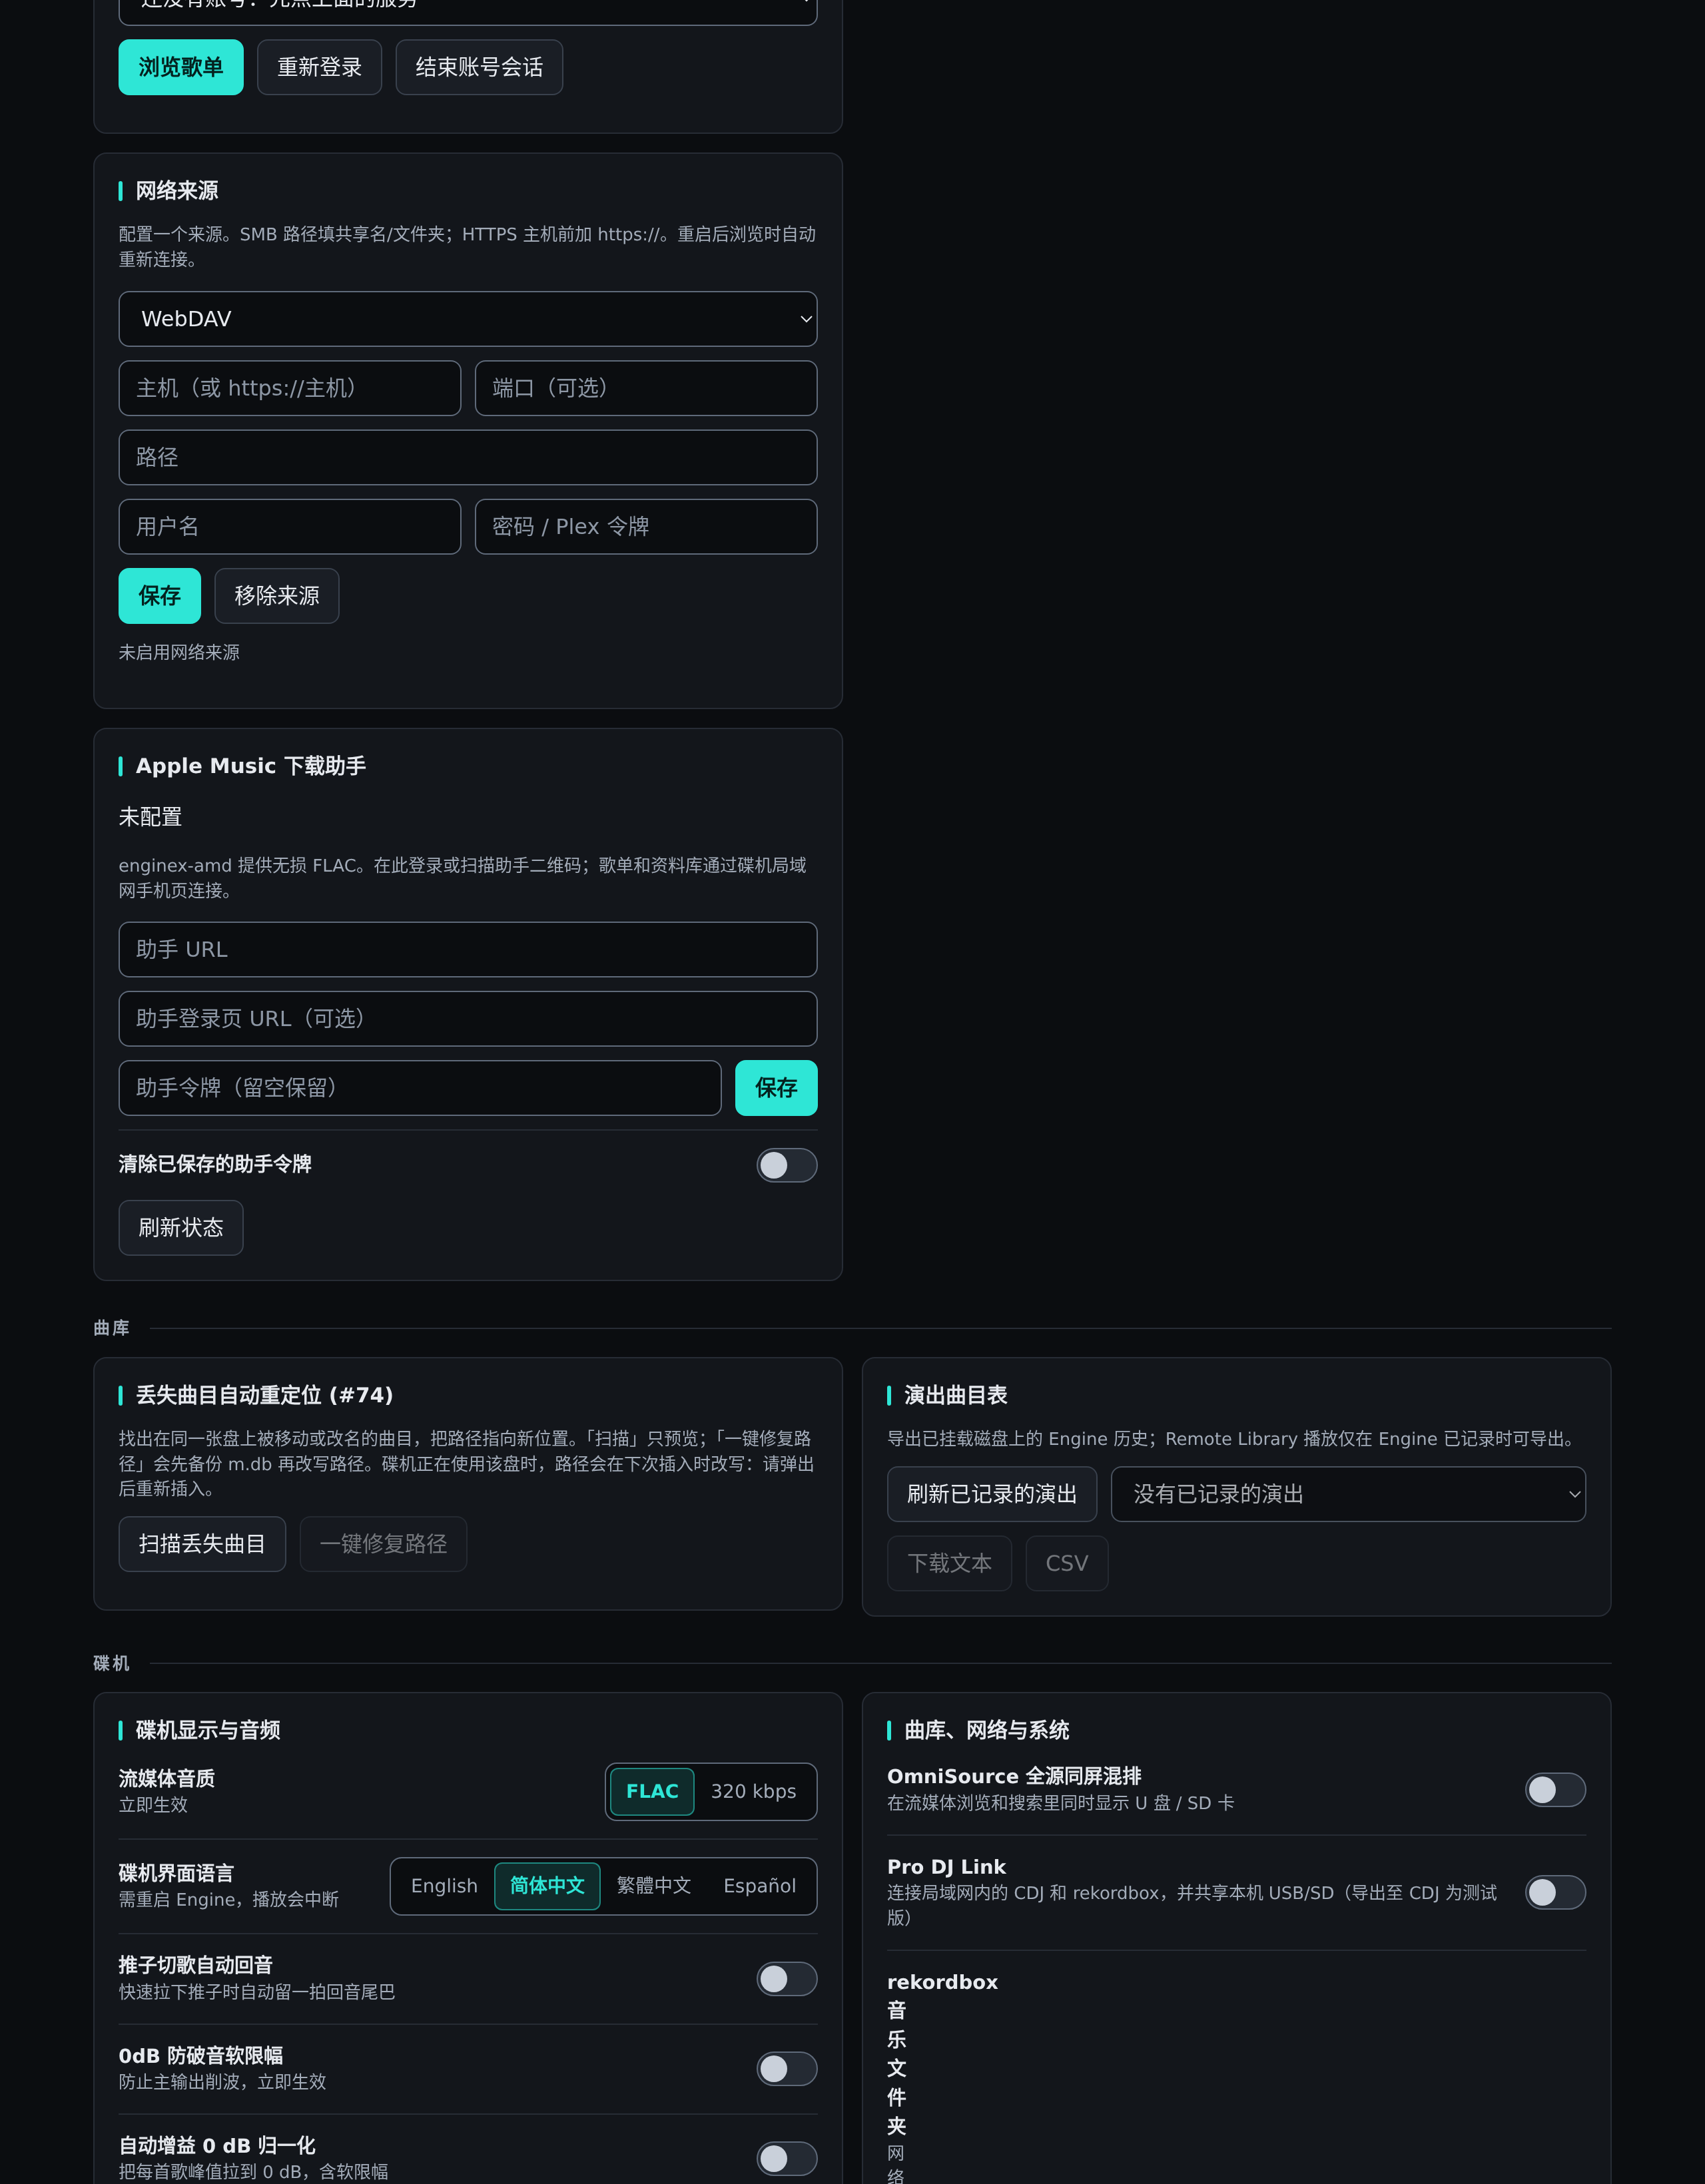 还没有账号：先点上面的服务
浏览歌单
重新登录
结束账号会话
网络来源
配置一个来源。SMB 路径填共享名/文件夹；HTTPS 主机前加 https://。重启后浏览时自动
重新连接。
WebDAV
主机（或 https://主机）
端口（可选）
路径
用户名
密码 / Plex 令牌
保存
移除来源
未启用网络来源
Apple Music 下载助手
未配置
enginex-amd 提供无损 FLAC。在此登录或扫描助手二维码；歌单和资料库通过碟机局域
网手机页连接。
助手 URL
助手登录页 URL（可选）
助手令牌（留空保留）
保存
清除已保存的助手令牌
刷新状态
曲库
丢失曲目自动重定位 (#74)
找出在同一张盘上被移动或改名的曲目，把路径指向新位置。「扫描」只预览；「一键修复路
径」会先备份 m.db 再改写路径。碟机正在使用该盘时，路径会在下次插入时改写：请弹出
后重新插入。
扫描丢失曲目
一键修复路径
演出曲目表
导出已挂载磁盘上的 Engine 历史；Remote Library 播放仅在 Engine 已记录时可导出。
刷新已记录的演出
没有已记录的演出
下载文本
CSV
碟机
碟机显示与音频
流媒体音质
立即生效
FLAC
320 kbps
碟机界面语言
需重启 Engine，播放会中断
English
简体中文
繁體中文
Español
推子切歌自动回音
快速拉下推子时自动留一拍回音尾巴
0dB 防破音软限幅
防止主输出削波，立即生效
自动增益 0 dB 归一化
把每首歌峰值拉到 0 dB，含软限幅
曲库、网络与系统
OmniSource 全源同屏混排
在流媒体浏览和搜索里同时显示 U 盘 / SD 卡
Pro DJ Link
连接局域网内的 CDJ 和 rekordbox，并共享本机 USB/SD（导出至 CDJ 为测试
版）
rekordbox
音
乐
文
件
夹
网
络